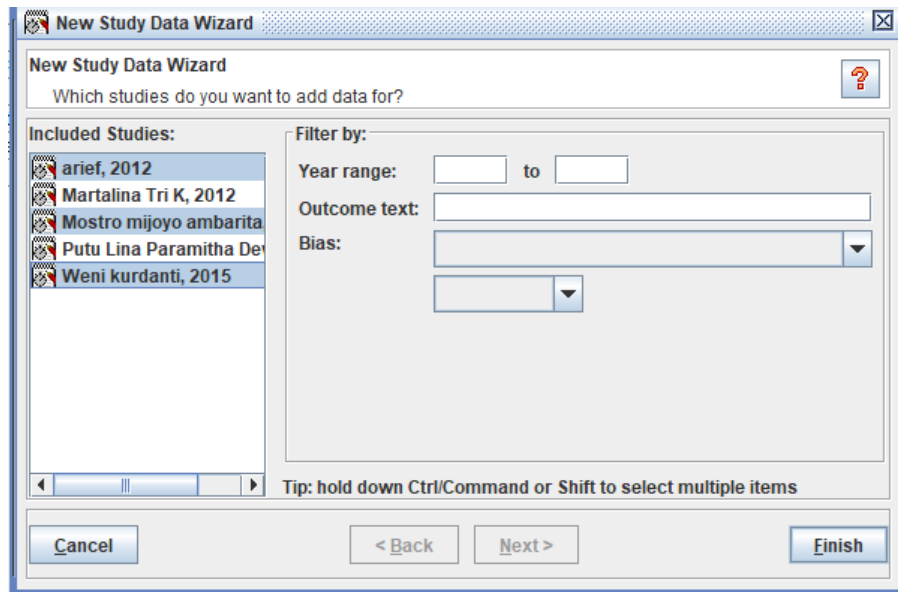 New Study Data Wizard
New Study Data Wizard
Which studies do you want to add data for?
Included Studies:
arief, 2012
Martalina Tri K, 2012
Mostro mijoyo ambarita
Putu Lina Paramitha De
Weni kurdanti, 2015
Filter by:
Year range: to
Outcome text:
Bias:
Tip: hold down Ctrl/Command or Shift to select multiple items
Cancel
< Back
Next >
Finish